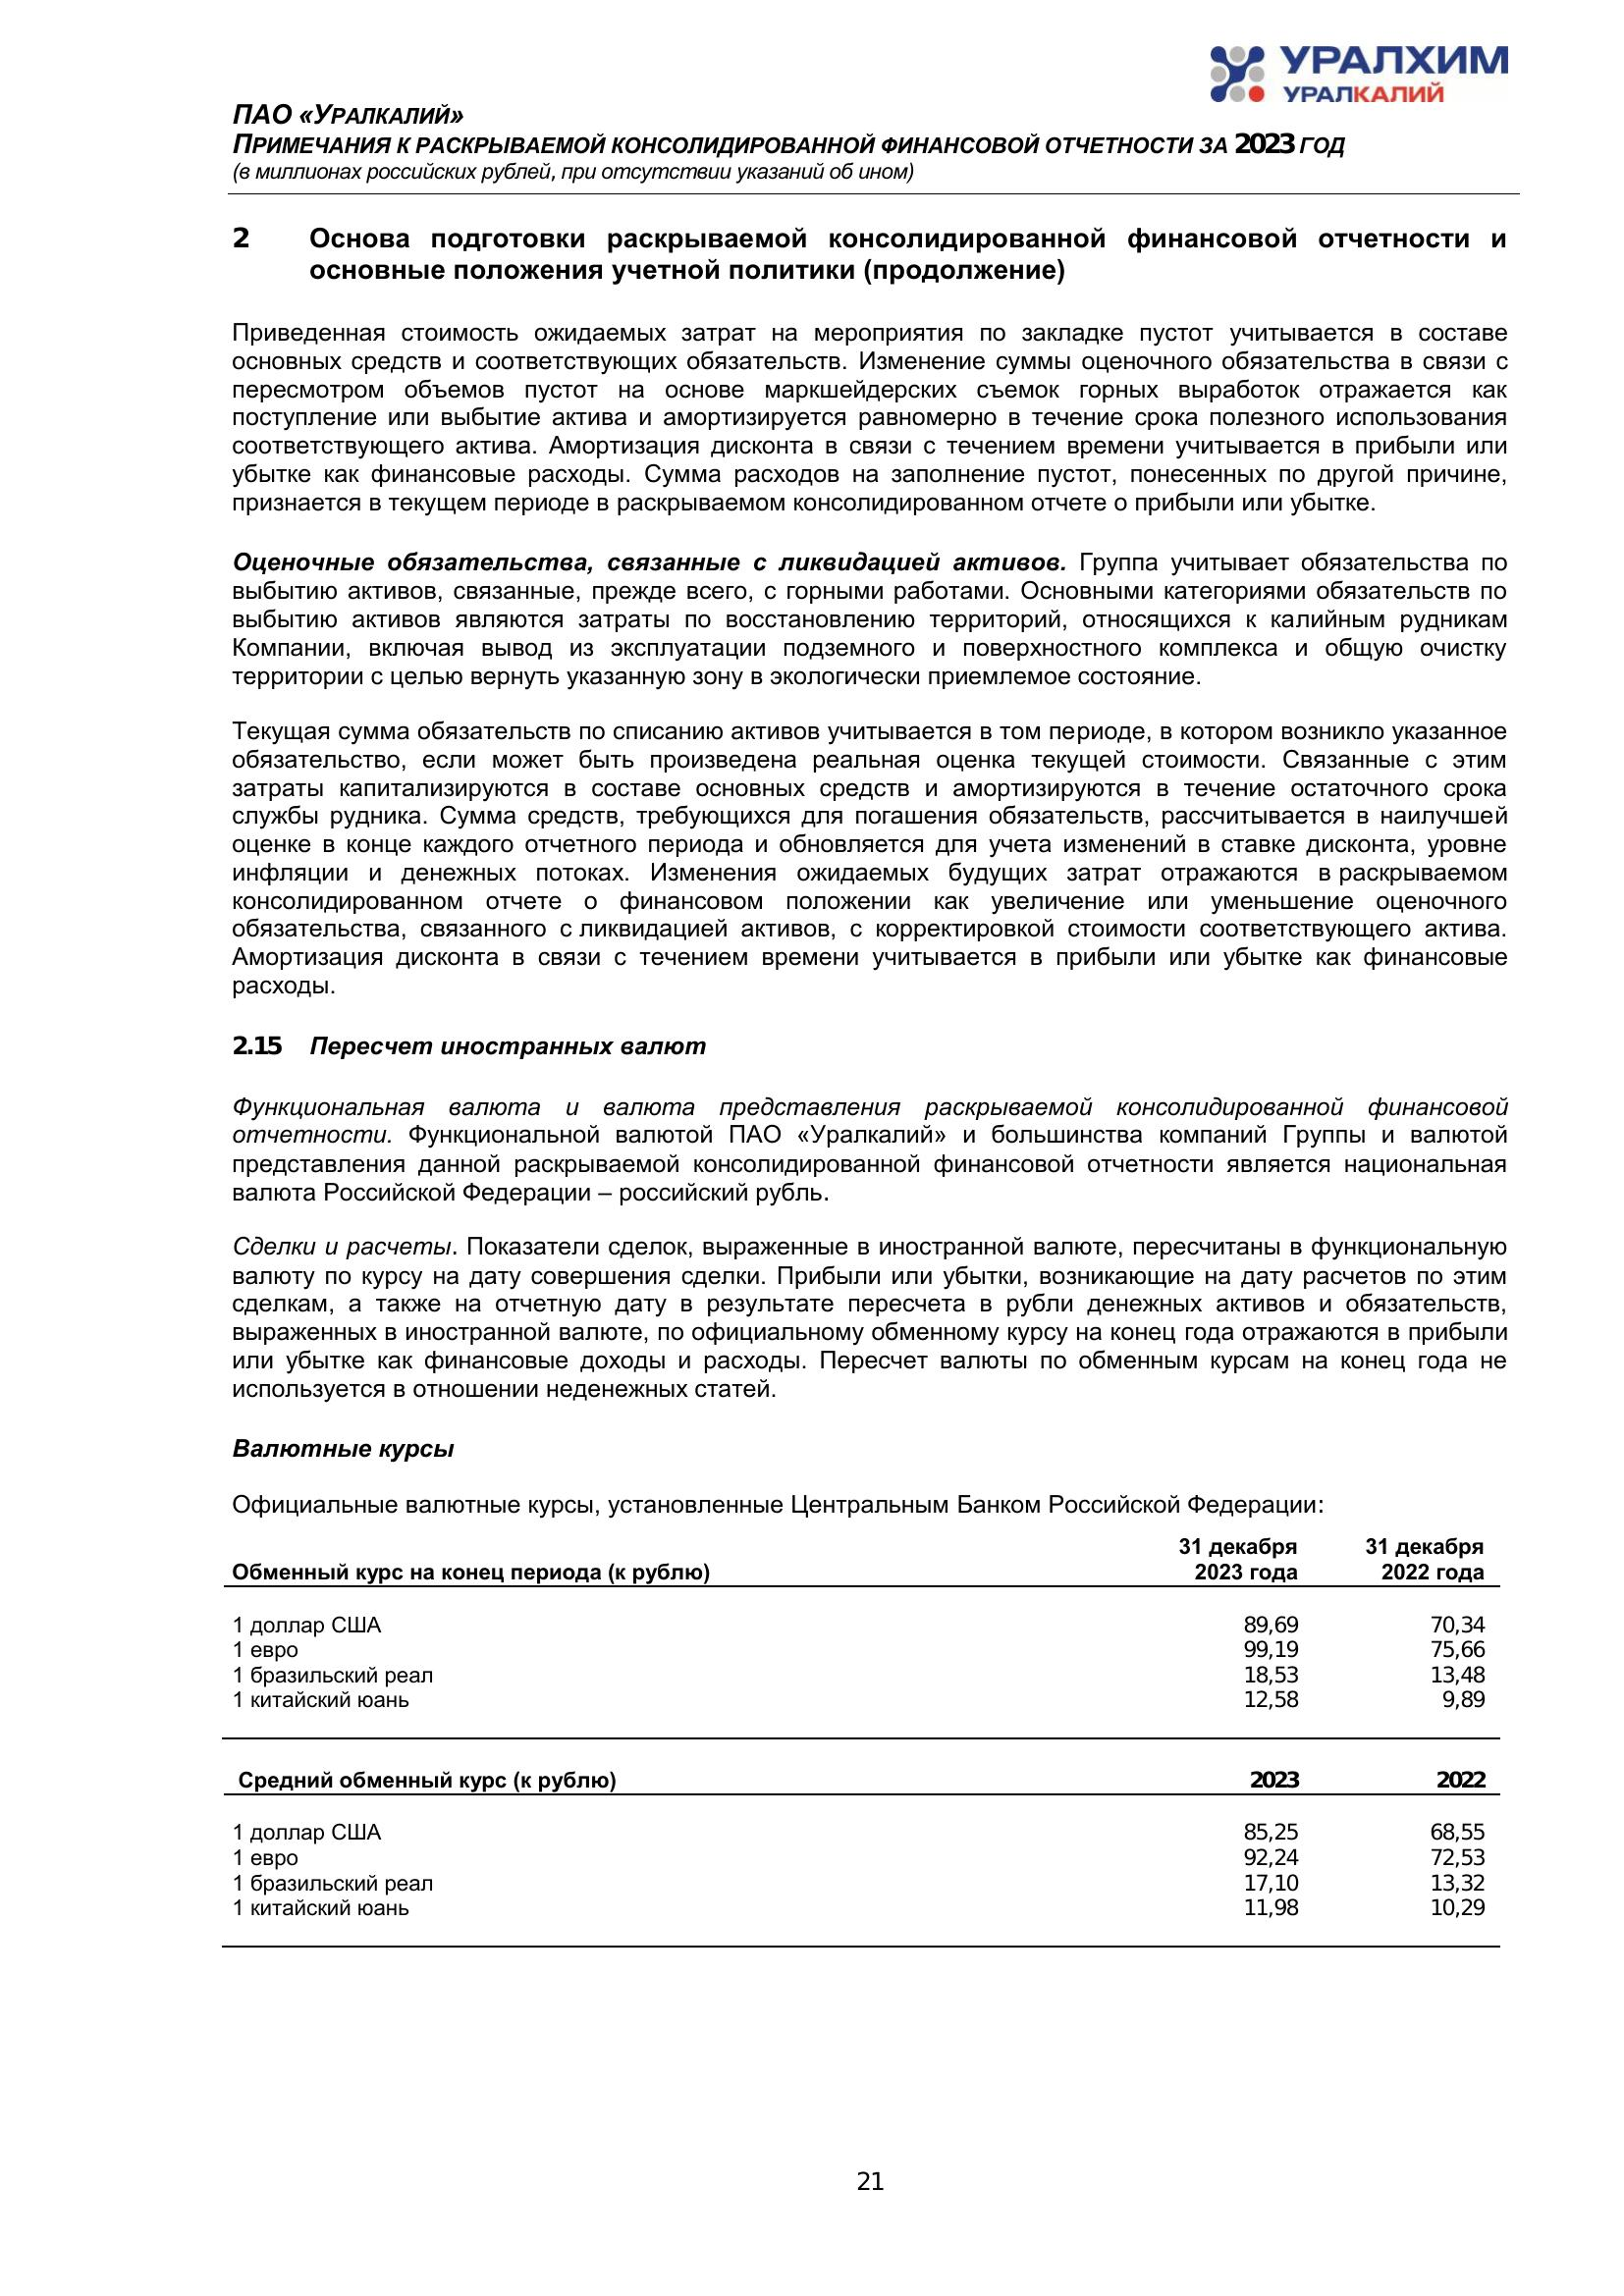 УРАЛХИМ
УРАЛКАЛИЙ
ПАО «УРАЛКАЛИЙ»
ПРИМЕЧАНИЯ К РАСКРЫВАЕМОЙ КОНСОЛИДИРОВАННОЙ ФИНАНСОВОЙ ОТЧЕТНОСТИ ЗА 2023 ГОД
(в миллионах российских рублей, при отсутствии указаний об ином)
2 Основа подготовки раскрываемой консолидированной финансовой отчетности и
основные положения учетной политики (продолжение)
Приведенная стоимость ожидаемых затрат на мероприятия по закладке пустот учитывается в составе
основных средств и соответствующих обязательств. Изменение суммы оценочного обязательства в связи с
пересмотром объемов пустот на основе маркшейдерских съемок горных выработок отражается как
поступление или выбытие актива и амортизируется равномерно в течение срока полезного использования
соответствующего актива. Амортизация дисконта в связи с течением времени учитывается в прибыли или
убытке как финансовые расходы. Сумма расходов на заполнение пустот, понесенных по другой причине,
признается в текущем периоде в раскрываемом консолидированном отчете о прибыли или убытке.
Оценочные обязательства, связанные с ликвидацией активов. Группа учитывает обязательства по
выбытию активов, связанные, прежде всего, с горными работами. Основными категориями обязательств по
выбытию активов являются затраты по восстановлению территорий, относящихся к калийным рудникам
Компании, включая вывод из эксплуатации подземного и поверхностного комплекса и общую очистку
территории с целью вернуть указанную зону в экологически приемлемое состояние.
Текущая сумма обязательств по списанию активов учитывается в том периоде, в котором возникло указанное
обязательство, если может быть произведена реальная оценка текущей стоимости. Связанные с этим
затраты капитализируются в составе основных средств и амортизируются в течение остаточного срока
службы рудника. Сумма средств, требующихся для погашения обязательств, рассчитывается в наилучшей
оценке в конце каждого отчетного периода и обновляется для учета изменений в ставке дисконта, уровне
инфляции и денежных потоках. Изменения ожидаемых будущих затрат отражаются в раскрываемом
консолидированном отчете о финансовом положении как увеличение или уменьшение оценочного
обязательства, связанного с ликвидацией активов, с корректировкой стоимости соответствующего актива.
Амортизация дисконта в связи с течением времени учитывается в прибыли или убытке как финансовые
расходы.
2.15 Пересчет иностранных валют
Функциональная валюта и валюта представления раскрываемой консолидированной финансовой
отчетности. Функциональной валютой ПАО «Уралкалий» и большинства компаний Группы и валютой
представления данной раскрываемой консолидированной финансовой отчетности является национальная
валюта Российской Федерации – российский рубль.
Сделки и расчеты. Показатели сделок, выраженные в иностранной валюте, пересчитаны в функциональную
валюту по курсу на дату совершения сделки. Прибыли или убытки, возникающие на дату расчетов по этим
сделкам, а также на отчетную дату в результате пересчета в рубли денежных активов и обязательств,
выраженных в иностранной валюте, по официальному обменному курсу на конец года отражаются в прибыли
или убытке как финансовые доходы и расходы. Пересчет валюты по обменным курсам на конец года не
используется в отношении неденежных статей.
Валютные курсы
Официальные валютные курсы, установленные Центральным Банком Российской Федерации:
31 декабря 31 декабря
Обменный курс на конец периода (к рублю) 2023 года 2022 года
1 доллар США 89,69 70,34
1 евро 99,19 75,66
1 бразильский реал 18,53 13,48
1 китайский юань 12,58 9,89
Средний обменный курс (к рублю) 2023 2022
1 доллар США 85,25 68,55
1 евро 92,24 72,53
1 бразильский реал 17,10 13,32
1 китайский юань 11,98 10,29
21